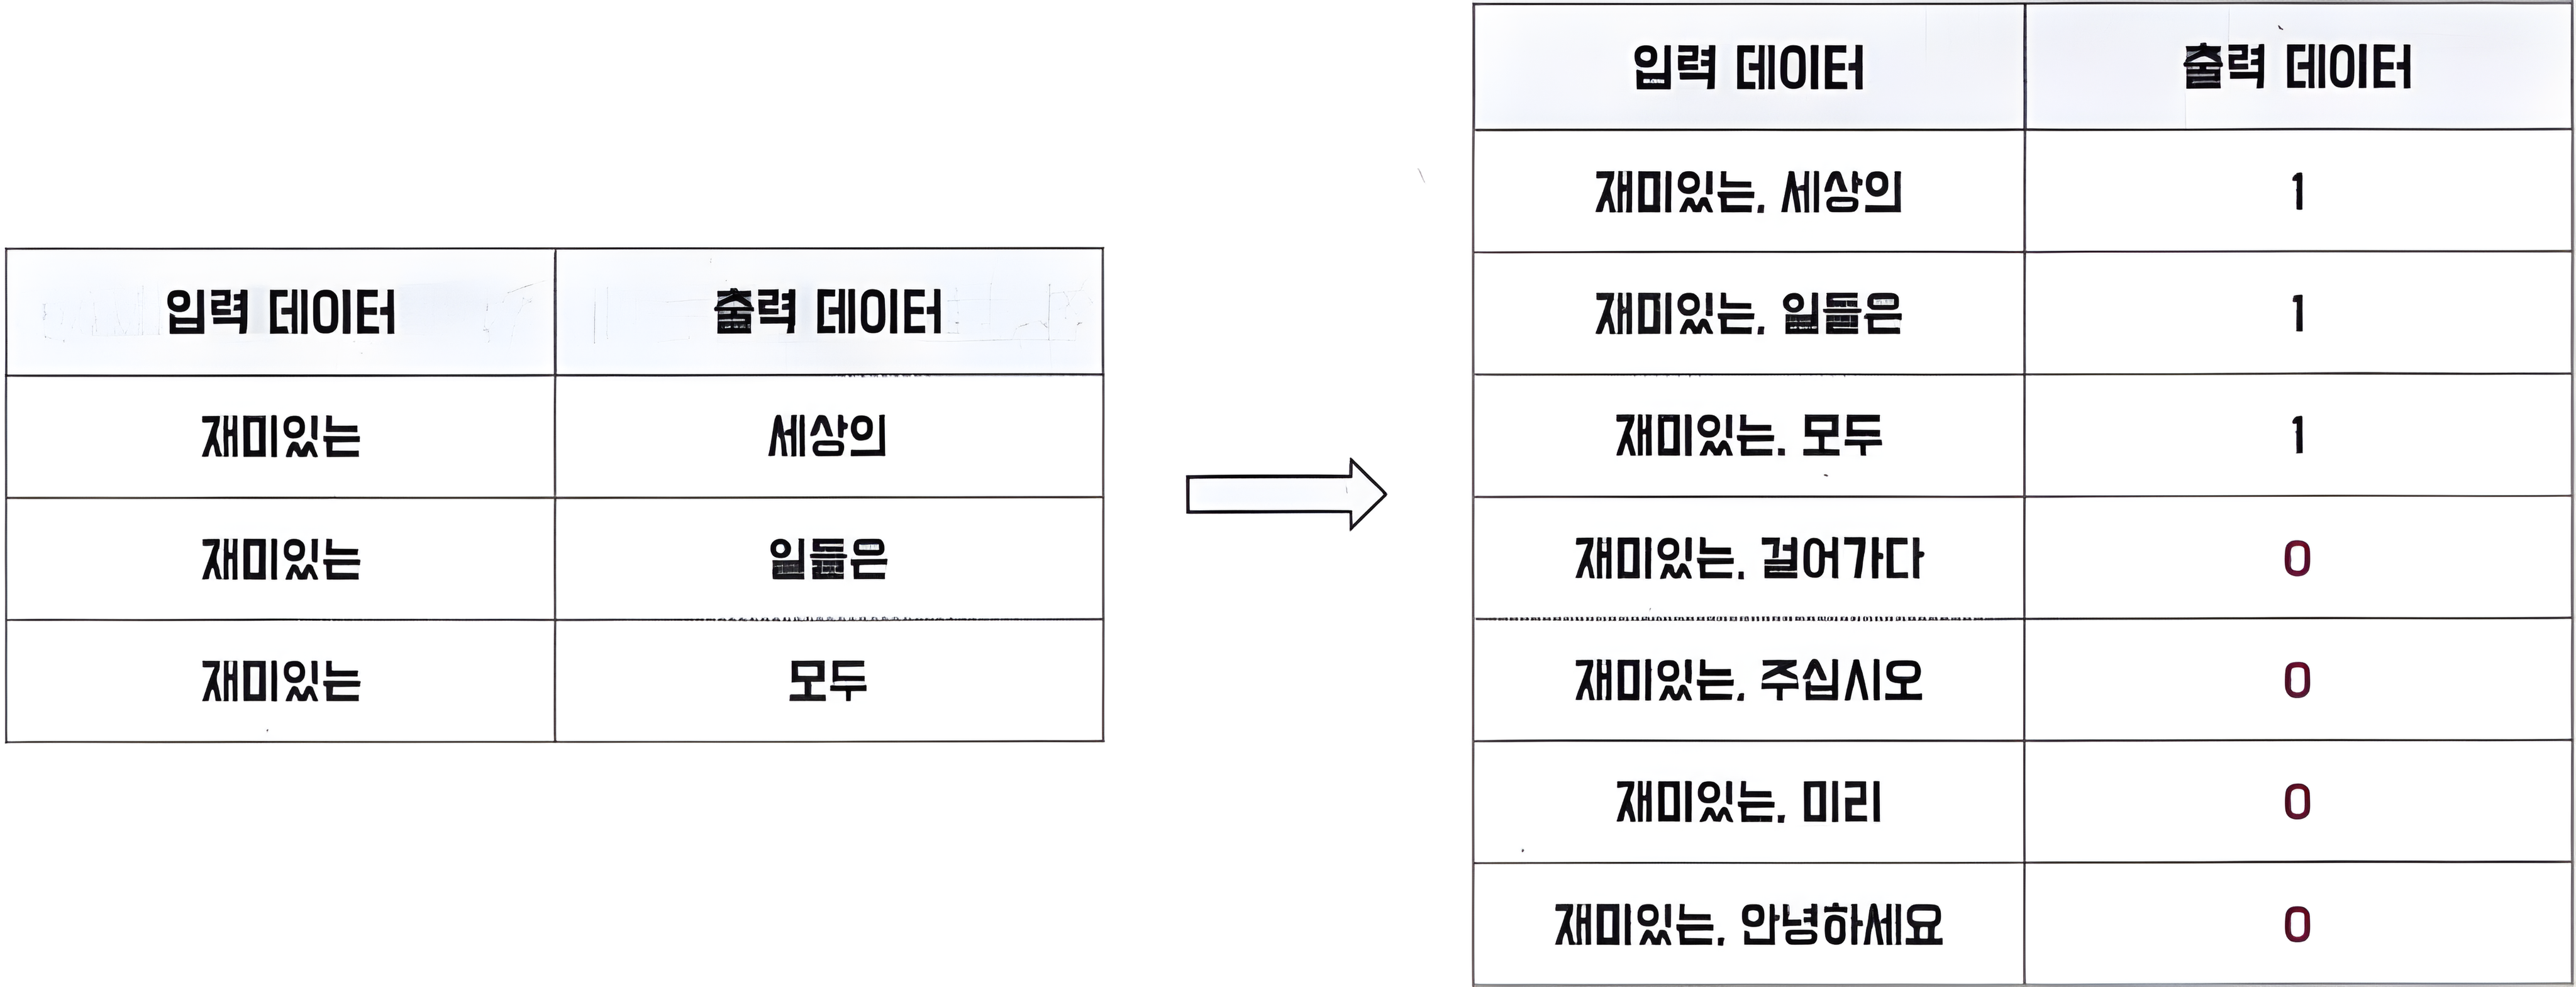 입력 데이터 출력 데이터
재미있는 세상의
재미있는 일들은
재미있는 모두
입력 데이터 출력 데이터
재미있는, 세상의 1
재미있는, 일들은 1
재미있는, 모두 1
재미있는, 걸어가다 0
재미있는, 주십시오 0
재미있는, 미리 0
재미있는, 안녕하세요 0